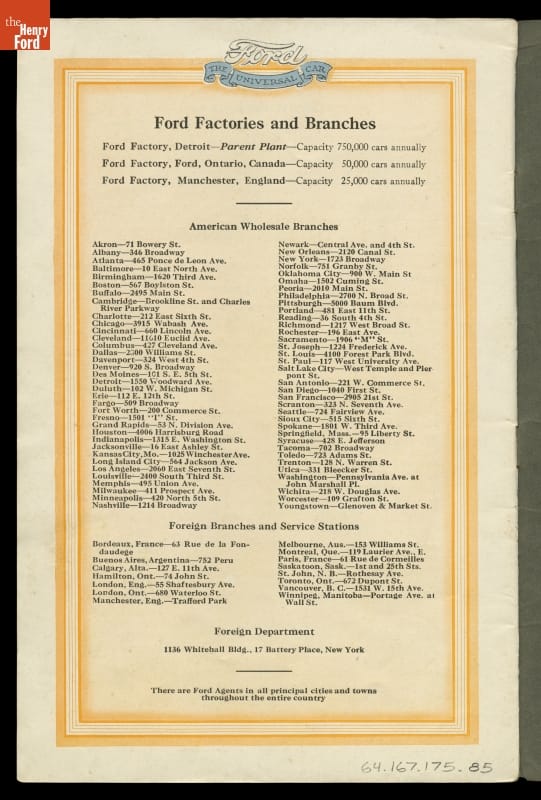 the
Henry
Ford
Ford
THE UNIVERSAL CAR
Ford Factories and Branches
Ford Factory, Detroit—Parent Plant—Capacity 750,000 cars annually
Ford Factory, Ford, Ontario, Canada—Capacity 50,000 cars annually
Ford Factory, Manchester, England—Capacity 25,000 cars annually
American Wholesale Branches
Akron—71 Bowery St.
Albany—346 Broadway
Atlanta—465 Ponce de Leon Ave.
Baltimore—10 East North Ave.
Birmingham—1620 Third Ave.
Boston—567 Boylston St.
Buffalo—2495 Main St.
Cambridge—Brookline St. and Charles
River Parkway
Charlotte—212 East Sixth St.
Chicago—3915 Wabash Ave.
Cincinnati—660 Lincoln Ave.
Cleveland—11610 Euclid Ave.
Columbus—427 Cleveland Ave.
Dallas—2300 Williams St.
Davenport—324 West 4th St.
Denver—920 S. Broadway
Des Moines—101 S. E. 5th St.
Detroit—1550 Woodward Ave.
Duluth—102 W. Michigan St.
Erie—112 E. 12th St.
Fargo—509 Broadway
Fort Worth—200 Commerce St.
Fresno—1501 "I" St.
Grand Rapids—53 N. Division Ave.
Houston—4006 Harrisburg Road
Indianapolis—1315 E. Washington St.
Jacksonville—16 East Ashley St.
Kansas City, Mo.—1025 Winchester Ave.
Long Island City—564 Jackson Ave.
Los Angeles—2060 East Seventh St.
Louisville—2400 South Third St.
Memphis—495 Union Ave.
Milwaukee—411 Prospect Ave.
Minneapolis—420 North 5th St.
Nashville—1214 Broadway
Newark—Central Ave. and 4th St.
New Orleans—2120 Canal St.
New York—1723 Broadway
Norfolk—751 Granby St.
Oklahoma City—900 W. Main St
Omaha—1502 Cuming St.
Peoria—2010 Main St.
Philadelphia—2700 N. Broad St.
Pittsburgh—5000 Baum Blvd.
Portland—481 East 11th St.
Reading—36 South 4th St.
Richmond—1217 West Broad St.
Rochester—196 East Ave.
Sacramento—1906 "M" St.
St. Joseph—1224 Frederick Ave.
St. Louis—4100 Forest Park Blvd.
St. Paul—117 West University Ave.
Salt Lake City—West Temple and Pier
pont St.
San Antonio—221 W. Commerce St.
San Diego—1040 First St.
San Francisco—2905 21st St.
Scranton—323 N. Seventh Ave.
Seattle—724 Fairview Ave.
Sioux City—515 Sixth St.
Spokane—1801 W. Third Ave.
Springfield, Mass.—95 Liberty St.
Syracuse—428 E. Jefferson
Tacoma—702 Broadway
Toledo—723 Adams St.
Trenton—128 N. Warren St.
Utica—331 Bleecker St.
Washington—Pennsylvania Ave. at
John Marshall Pl.
Wichita—218 W. Douglas Ave.
Worcester—109 Grafton St.
Youngstown—Glenoven & Market St.
Foreign Branches and Service Stations
Bordeaux, France—63 Rue de la Fon-
daudege
Buenos Aires, Argentina—752 Peru
Calgary, Alta.—127 E. 11th Ave.
Hamilton, Ont.—74 John St.
London, Eng.—55 Shaftesbury Ave.
London, Ont.—680 Waterloo St.
Manchester, Eng.—Trafford Park
Melbourne, Aus.—153 Williams St.
Montreal, Que.—119 Laurier Ave., E.
Paris, France—61 Rue de Cormeilles
Saskatoon, Sask.—1st and 25th Sts.
St. John, N. B.—Rothesay Ave.
Toronto, Ont.—672 Dupont St.
Vancouver, B. C.—1531 W. 15th Ave.
Winnipeg, Manitoba—Portage Ave. at
Wall St.
Foreign Department
1136 Whitehall Bldg., 17 Battery Place, New York
There are Ford Agents in all principal cities and towns
throughout the entire country
64.167.175.85